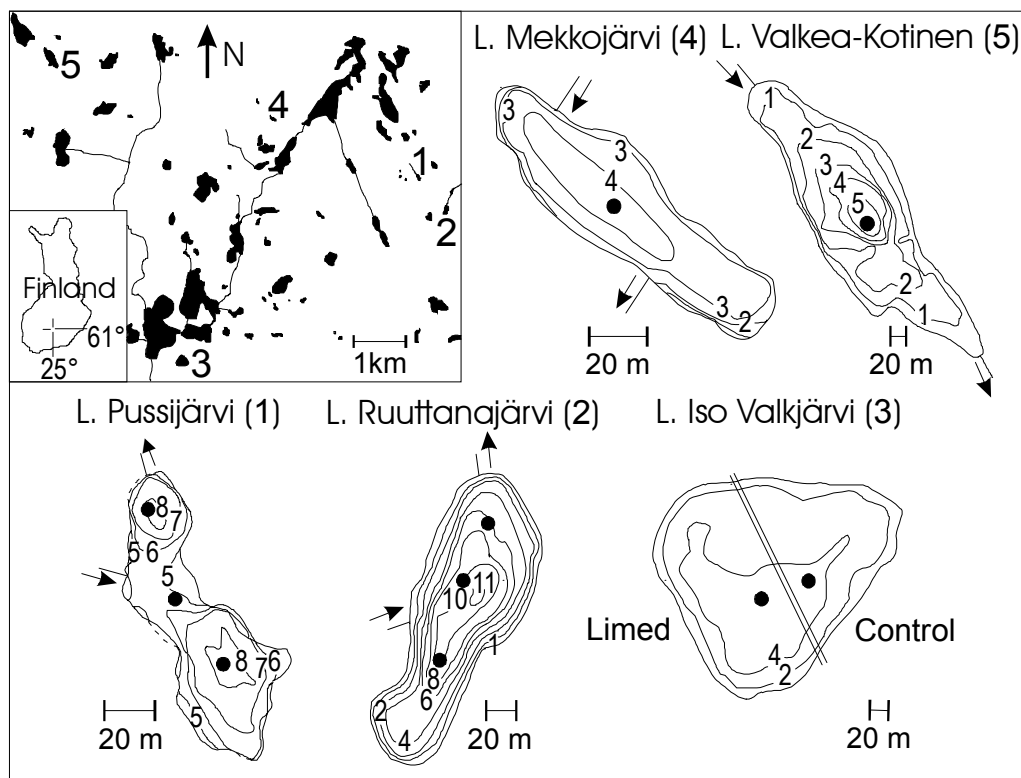 L. Mekkojärvi (4)
L. Valkea-Kotinen (5)
N
5
4
1
2
3
Finland
61°
25°
1km
3
3
4
3
2
20 m
1
2
3
4
5
2
1
20 m
L. Pussijärvi (1)
L. Ruuttanajärvi (2)
L. Iso Valkjärvi (3)
8
7
5 6
5
8 7 6
5
20 m
11
10
1
8
6
2
4
20 m
Limed
Control
4
2
20 m